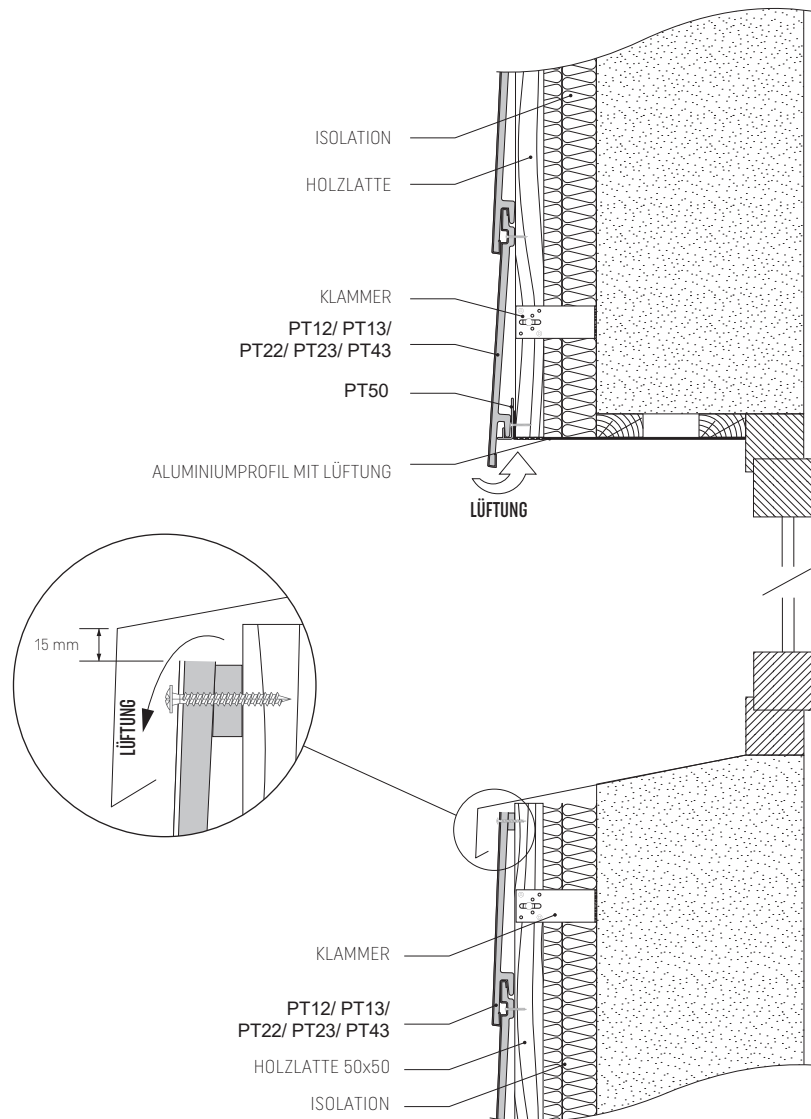 ISOLATION
HOLZLATTE
KLAMMER
PT12/ PT13/
PT22/ PT23/ PT43
PT50
ALUMINIUMPROFIL MIT LÜFTUNG
LÜFTUNG
15 mm
LÜFTUNG
KLAMMER
PT12/ PT13/
PT22/ PT23/ PT43
HOLZLATTE 50x50
ISOLATION